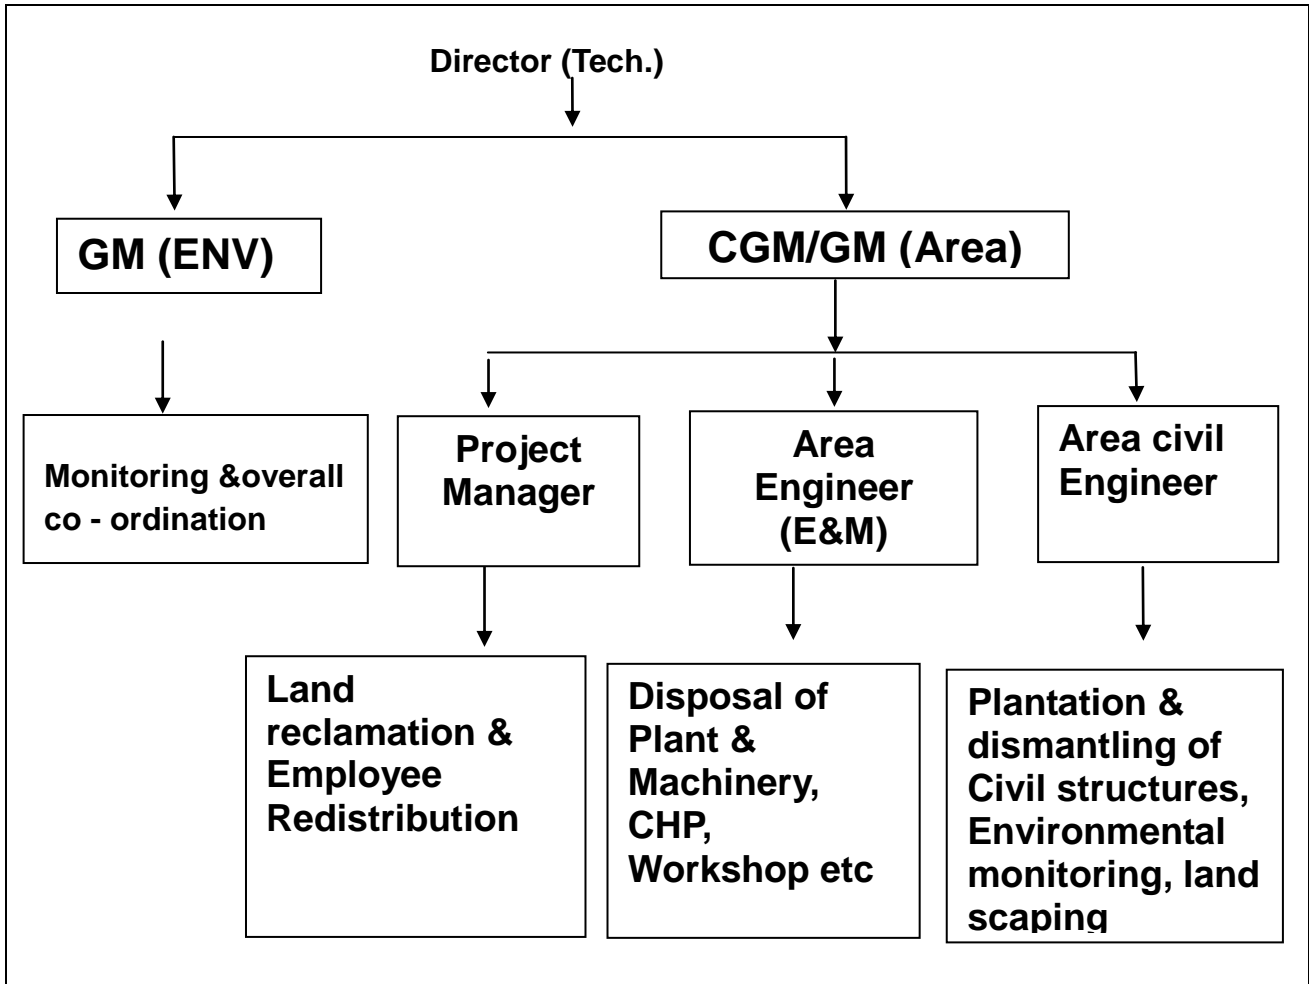 Director (Tech.)
GM (ENV)
CGM/GM (Area)
Monitoring &overall
co - ordination
Project
Manager
Area
Engineer
(E&M)
Area civil
Engineer
Land
reclamation &
Employee
Redistribution
Disposal of
Plant &
Machinery,
CHP,
Workshop etc
Plantation &
dismantling of
Civil structures,
Environmental
monitoring, land
scaping